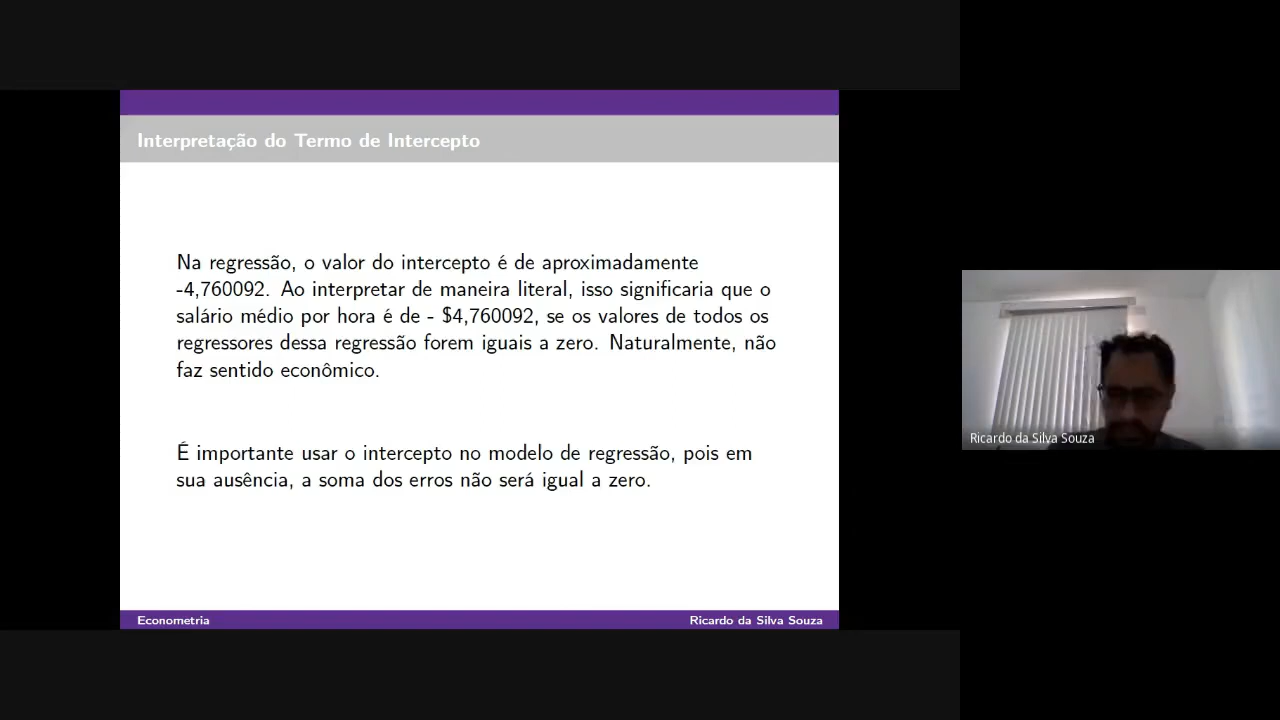 Interpretação do Termo de Intercepto
Na regressão, o valor do intercepto é de aproximadamente
-4,760092. Ao interpretar de maneira literal, isso significaria que o
salário médio por hora é de - $4,760092, se os valores de todos os
regressores dessa regressão forem iguais a zero. Naturalmente, não
faz sentido econômico.
É importante usar o intercepto no modelo de regressão, pois em
sua ausência, a soma dos erros não será igual a zero.
Econometria
Ricardo da Silva Souza
Ricardo da Silva Souza